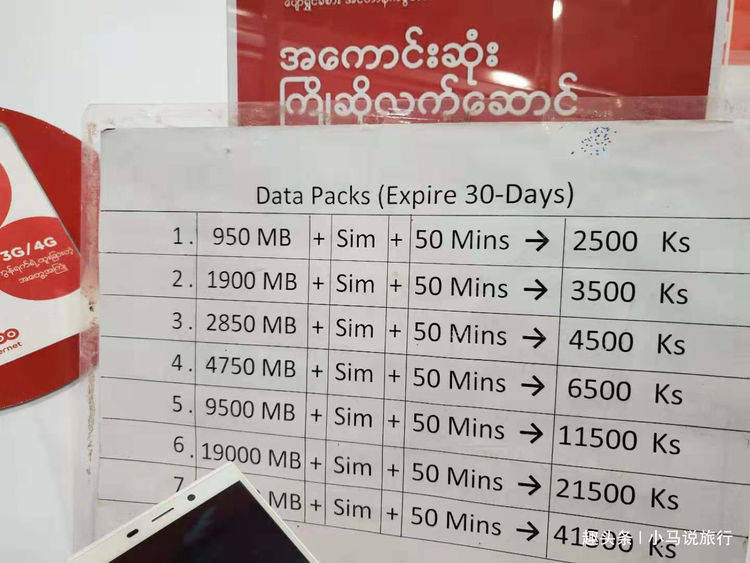 အကောင်းဆုံး
ကြိုဆိုလက်ဆောင်
3G/4G
Data Packs (Expire 30-Days)
1. 950 MB + Sim + 50 Mins → 2500 Ks
2. 1900 MB + Sim + 50 Mins → 3500 Ks
3. 2850 MB + Sim + 50 Mins → 4500 Ks
4. 4750 MB + Sim + 50 Mins → 6500 Ks
5. 9500 MB + Sim + 50 Mins → 11500 Ks
6. 19000 MB + Sim + 50 Mins → 21500 Ks
7 MB + Sim + 50 Mins → 41500 Ks
趣头条 | 小马说旅行